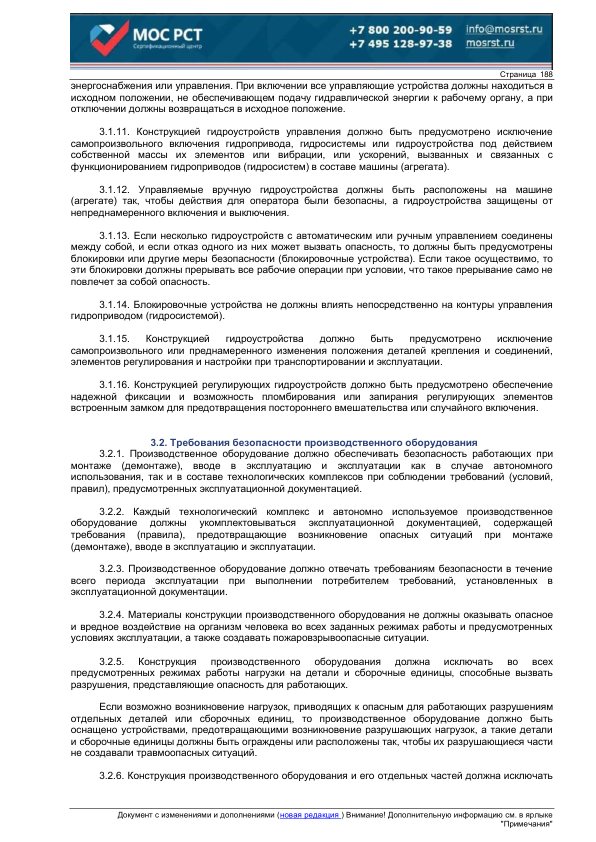 МОС РСТ
Сертификационный центр
+7 800 200-90-59 info@mosrst.ru
+7 495 128-97-38 mosrst.ru
Страница 188
энергоснабжения или управления. При включении все управляющие устройства должны находиться в
исходном положении, не обеспечивающем подачу гидравлической энергии к рабочему органу, а при
отключении должны возвращаться в исходное положение.
3.1.11. Конструкцией гидроустройств управления должно быть предусмотрено исключение
самопроизвольного включения гидропривода, гидросистемы или гидроустройства под действием
собственной массы их элементов или вибрации, или ускорений, вызванных и связанных с
функционированием гидроприводов (гидросистем) в составе машины (агрегата).
3.1.12. Управляемые вручную гидроустройства должны быть расположены на машине
(агрегате) так, чтобы действия для оператора были безопасны, а гидроустройства защищены от
непреднамеренного включения и выключения.
3.1.13. Если несколько гидроустройств с автоматическим или ручным управлением соединены
между собой, и если отказ одного из них может вызвать опасность, то должны быть предусмотрены
блокировки или другие меры безопасности (блокировочные устройства). Если такое осуществимо, то
эти блокировки должны прерывать все рабочие операции при условии, что такое прерывание само не
повлечет за собой опасность.
3.1.14. Блокировочные устройства не должны влиять непосредственно на контуры управления
гидроприводом (гидросистемой).
3.1.15. Конструкцией гидроустройства должно быть предусмотрено исключение
самопроизвольного или преднамеренного изменения положения деталей крепления и соединений,
элементов регулирования и настройки при транспортировании и эксплуатации.
3.1.16. Конструкцией регулирующих гидроустройств должно быть предусмотрено обеспечение
надежной фиксации и возможность пломбирования или запирания регулирующих элементов
встроенным замком для предотвращения постороннего вмешательства или случайного включения.
3.2. Требования безопасности производственного оборудования
3.2.1. Производственное оборудование должно обеспечивать безопасность работающих при
монтаже (демонтаже), вводе в эксплуатацию и эксплуатации как в случае автономного
использования, так и в составе технологических комплексов при соблюдении требований (условий,
правил), предусмотренных эксплуатационной документацией.
3.2.2. Каждый технологический комплекс и автономно используемое производственное
оборудование должны укомплектовываться эксплуатационной документацией, содержащей
требования (правила), предотвращающие возникновение опасных ситуаций при монтаже
(демонтаже), вводе в эксплуатацию и эксплуатации.
3.2.3. Производственное оборудование должно отвечать требованиям безопасности в течение
всего периода эксплуатации при выполнении потребителем требований, установленных в
эксплуатационной документации.
3.2.4. Материалы конструкции производственного оборудования не должны оказывать опасное
и вредное воздействие на организм человека во всех заданных режимах работы и предусмотренных
условиях эксплуатации, а также создавать пожаровзрывоопасные ситуации.
3.2.5. Конструкция производственного оборудования должна исключать во всех
предусмотренных режимах работы нагрузки на детали и сборочные единицы, способные вызвать
разрушения, представляющие опасность для работающих.
Если возможно возникновение нагрузок, приводящих к опасным для работающих разрушениям
отдельных деталей или сборочных единиц, то производственное оборудование должно быть
оснащено устройствами, предотвращающими возникновение разрушающих нагрузок, а такие детали
и сборочные единицы должны быть ограждены или расположены так, чтобы их разрушающиеся части
не создавали травмоопасных ситуаций.
3.2.6. Конструкция производственного оборудования и его отдельных частей должна исключать
Документ с изменениями и дополнениями (новая редакция ) Внимание! Дополнительную информацию см. в ярлыке
"Примечания"